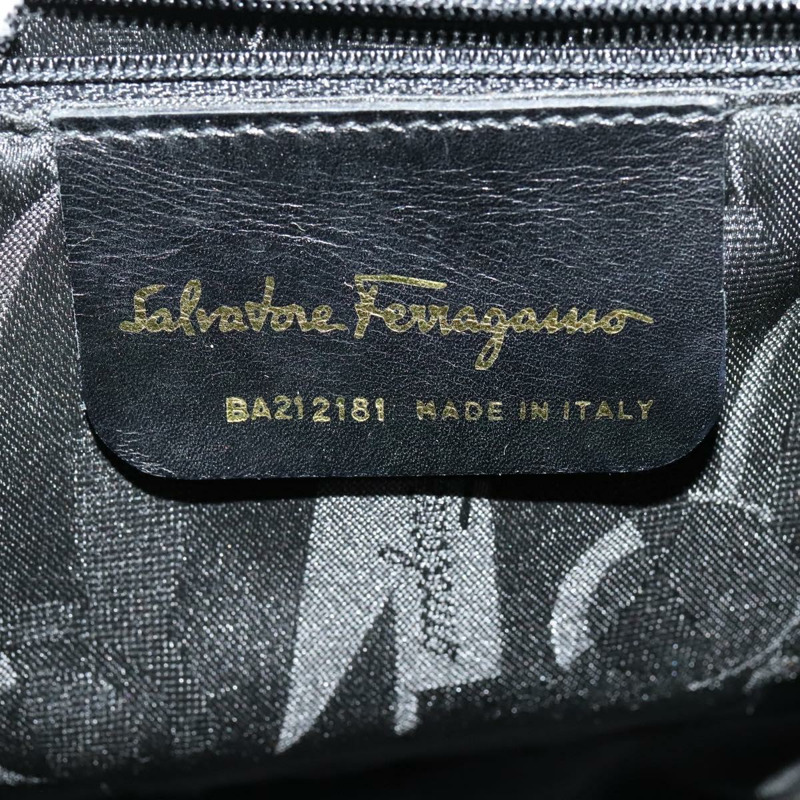 Salvatore Ferragamo
BA21 2181 MADE IN ITALY